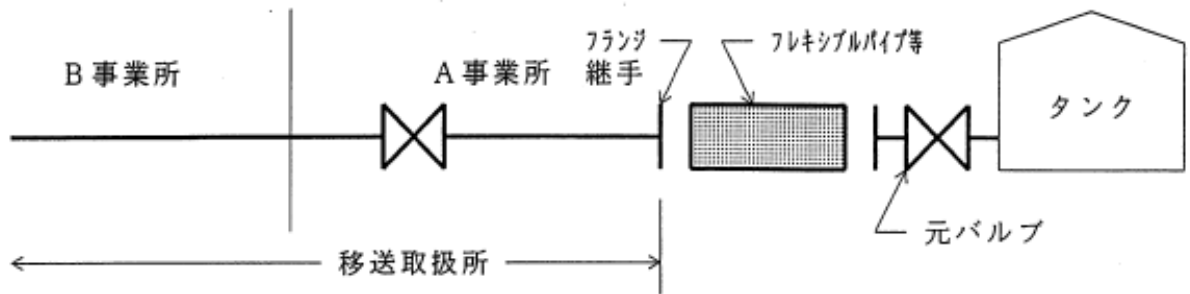 B事業所
A事業所
フランジ
継手
フレキシブルパイプ等
タンク
元バルブ
移送取扱所